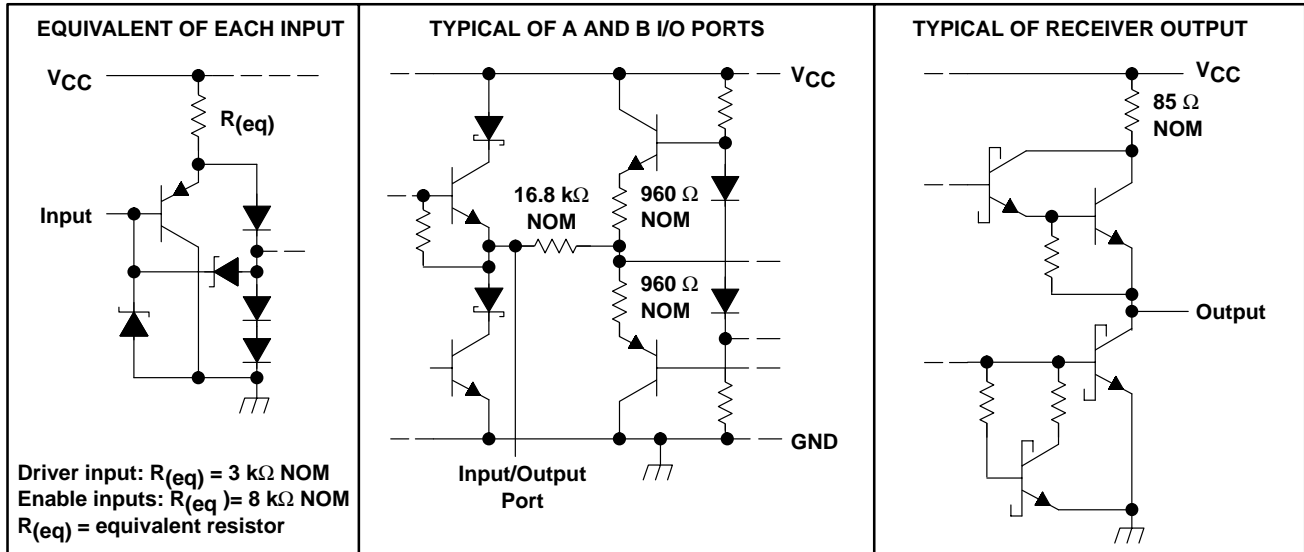 EQUIVALENT OF EACH INPUT
VCC
R(eq)
Input
Driver input: R(eq) = 3 kΩ NOM
Enable inputs: R(eq )= 8 kΩ NOM
R(eq) = equivalent resistor
TYPICAL OF A AND B I/O PORTS
VCC
16.8 kΩ
NOM
960 Ω
NOM
960 Ω
NOM
GND
Input/Output
Port
TYPICAL OF RECEIVER OUTPUT
VCC
85 Ω
NOM
Output